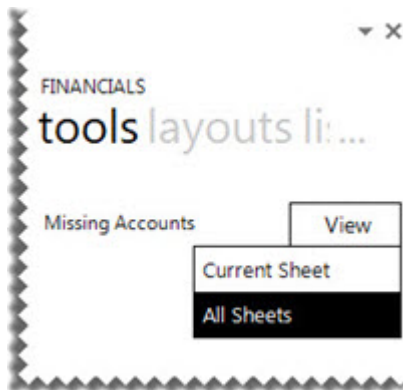 FINANCIALS
tools layouts li...
Missing Accounts View
Current Sheet
All Sheets